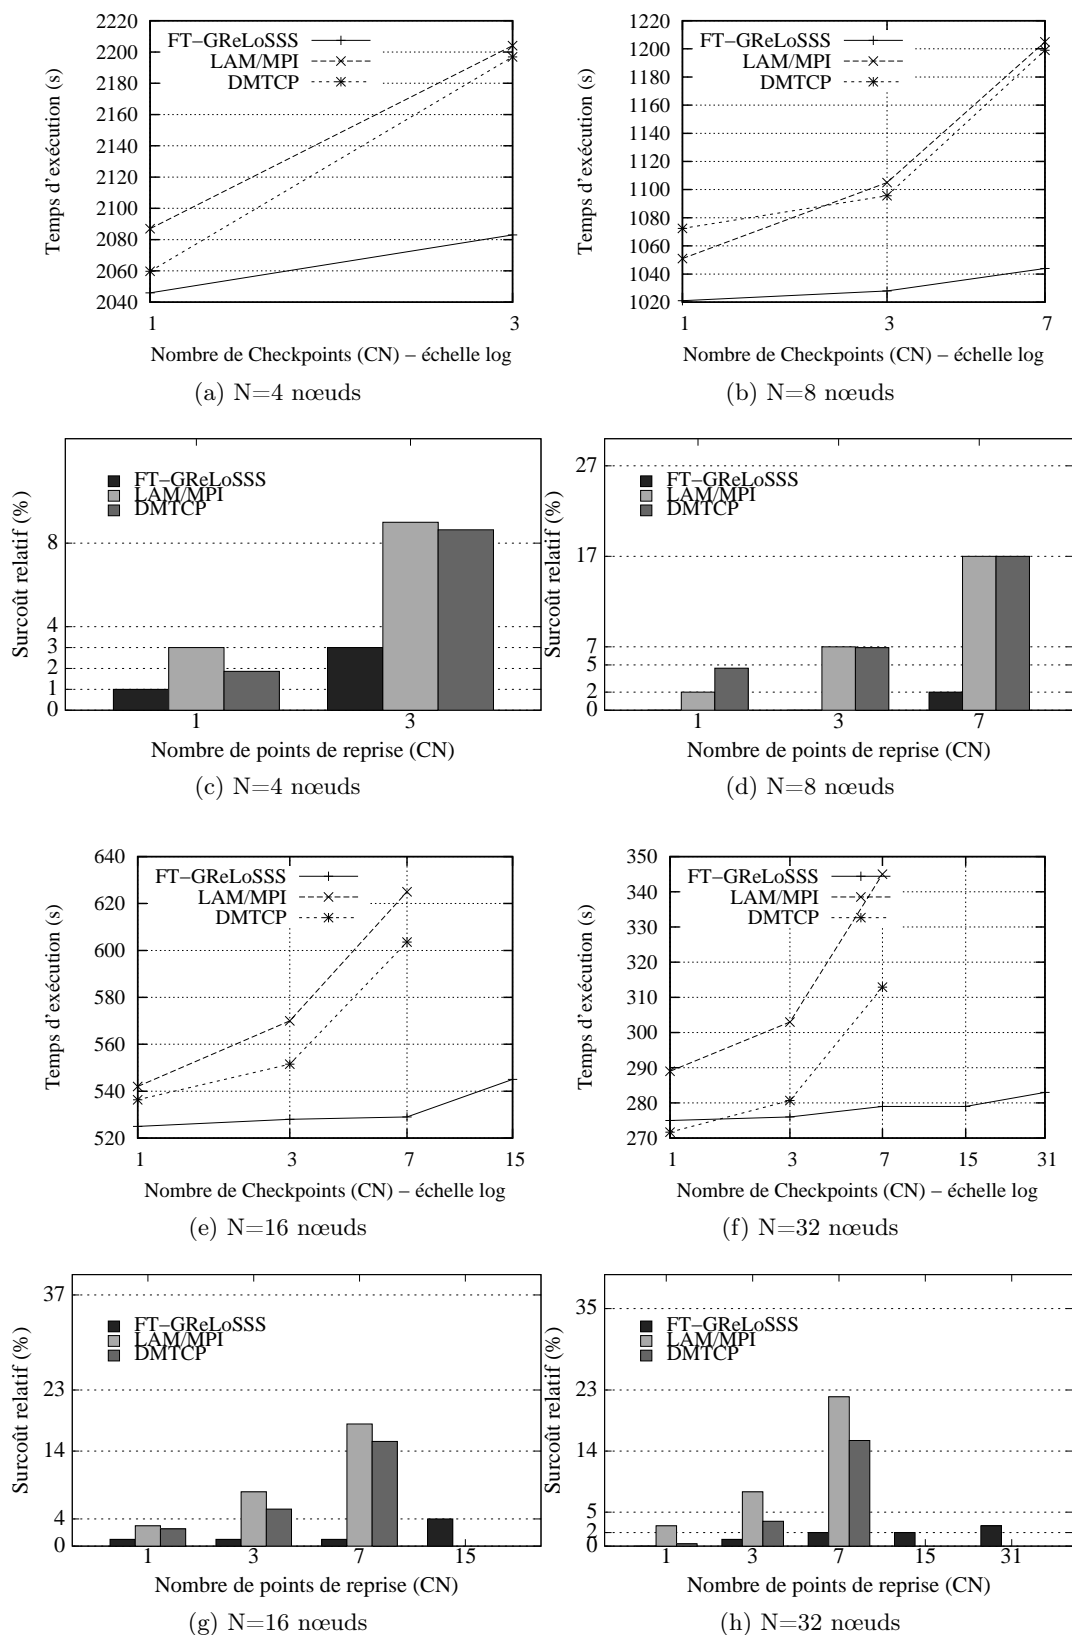 2220
2200
2180
2160
2140
2120
2100
2080
2060
2040
Temps d'exécution (s)
FT–GReLoSSS
LAM/MPI
DMTCP
1 3
Nombre de Checkpoints (CN) – échelle log
(a) N=4 nœuds
1220
1200
1180
1160
1140
1120
1100
1080
1060
1040
1020
Temps d'exécution (s)
FT–GReLoSSS
LAM/MPI
DMTCP
1 3 7
Nombre de Checkpoints (CN) – échelle log
(b) N=8 nœuds
8
4
3
2
1
0
Surcoût relatif (%)
FT–GReLoSSS
LAM/MPI
DMTCP
1 3
Nombre de points de reprise (CN)
(c) N=4 nœuds
27
17
7
5
2
0
Surcoût relatif (%)
FT–GReLoSSS
LAM/MPI
DMTCP
1 3 7
Nombre de points de reprise (CN)
(d) N=8 nœuds
640
620
600
580
560
540
520
Temps d'exécution (s)
FT–GReLoSSS
LAM/MPI
DMTCP
1 3 7 15
Nombre de Checkpoints (CN) – échelle log
(e) N=16 nœuds
350
340
330
320
310
300
290
280
270
Temps d'exécution (s)
FT–GReLoSSS
LAM/MPI
DMTCP
1 3 7 15 31
Nombre de Checkpoints (CN) – échelle log
(f) N=32 nœuds
37
23
14
4
0
Surcoût relatif (%)
FT–GReLoSSS
LAM/MPI
DMTCP
1 3 7 15
Nombre de points de reprise (CN)
(g) N=16 nœuds
35
23
14
5
2
0
Surcoût relatif (%)
FT–GReLoSSS
LAM/MPI
DMTCP
1 3 7 15 31
Nombre de points de reprise (CN)
(h) N=32 nœuds